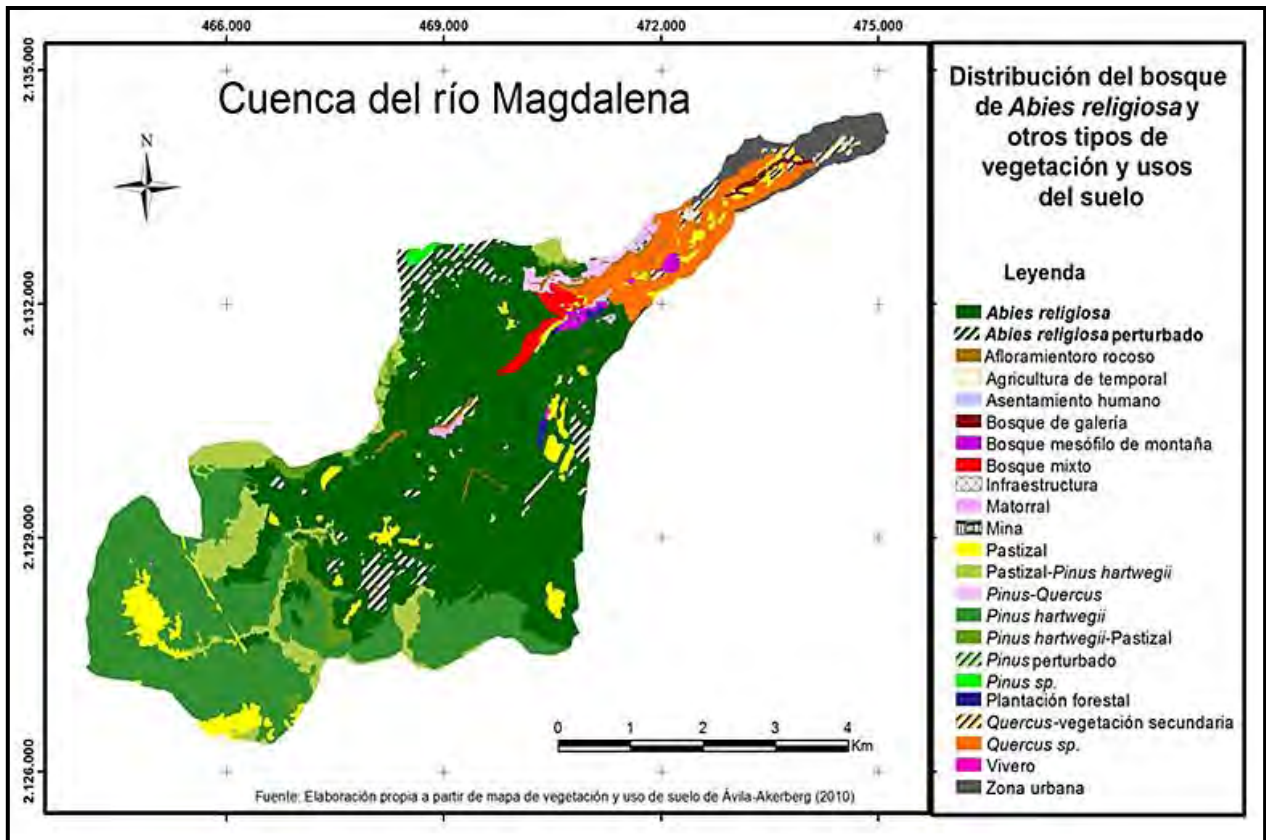 466.000 469.000 472.000 475.000
2.135.000
2.132.000
2.129.000
2.126.000
Cuenca del río Magdalena
N
0 1 2 3 4
Km
Fuente: Elaboración propia a partir de mapa de vegetación y uso de suelo de Ávila-Akerberg (2010)
Distribución del bosque
de Abies religiosa y
otros tipos de
vegetación y usos
del suelo
Leyenda
Abies religiosa
Abies religiosa perturbado
Afloramientoro rocoso
Agricultura de temporal
Asentamiento humano
Bosque de galería
Bosque mesófilo de montaña
Bosque mixto
Infraestructura
Matorral
Mina
Pastizal
Pastizal-Pinus hartwegii
Pinus-Quercus
Pinus hartwegii
Pinus hartwegii-Pastizal
Pinus perturbado
Pinus sp.
Plantación forestal
Quercus-vegetación secundaria
Quercus sp.
Vivero
Zona urbana